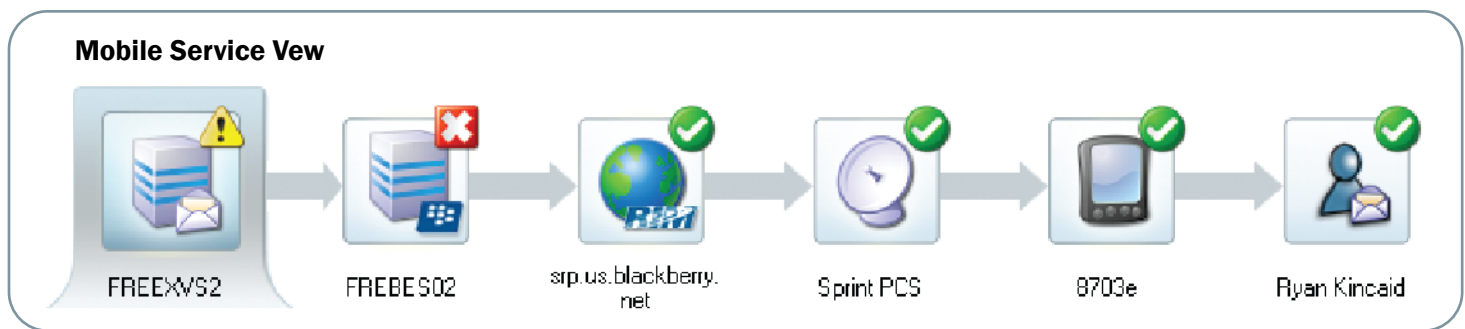 Mobile Service Vew
FREEXVS2
FREBES02
srp.us.blackberry.
net
Sprint PCS
8703e
Ryan Kincaid